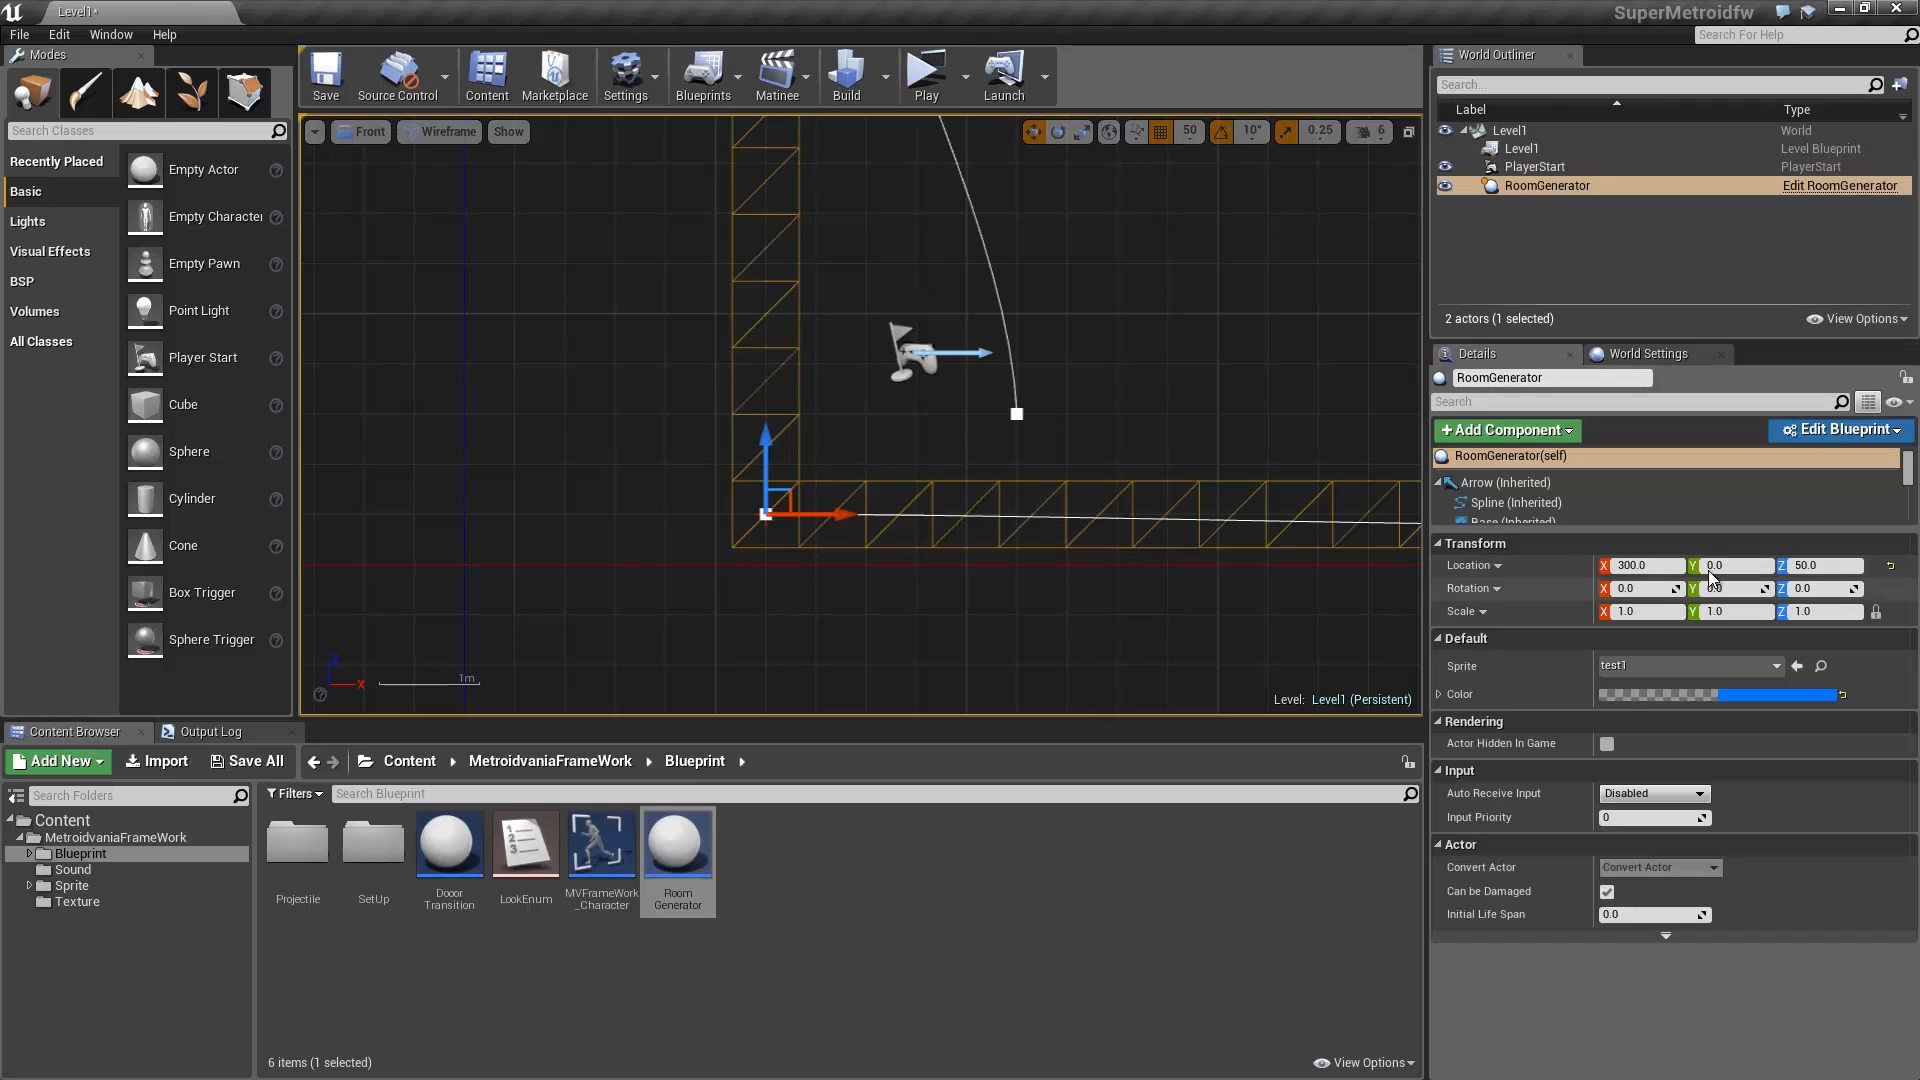 Level1*
SuperMetroidfw
File
Edit
Window
Help
Search For Help
Modes
Search Classes
Recently Placed
Basic
Lights
Visual Effects
BSP
Volumes
All Classes
Empty Actor
Empty Character
Empty Pawn
Point Light
Player Start
Cube
Sphere
Cylinder
Cone
Box Trigger
Sphere Trigger
Save
Source Control
Content
Marketplace
Settings
Blueprints
Matinee
Build
Play
Launch
Front
Wireframe
Show
50
10°
0.25
6
Z
X
1m
Level: Level1 (Persistent)
World Outliner
Search...
Label
Type
Level1
World
Level1
Level Blueprint
PlayerStart
PlayerStart
RoomGenerator
Edit RoomGenerator
2 actors (1 selected)
View Options
Details
World Settings
RoomGenerator
Search
+Add Component
Edit Blueprint
RoomGenerator(self)
Arrow (Inherited)
Spline (Inherited)
Base (Inherited)
Transform
Location
X 300.0
Y 0.0
Z 50.0
Rotation
X 0.0
Y 0.0
Z 0.0
Scale
X 1.0
Y 1.0
Z 1.0
Default
Sprite
test1
Color
Rendering
Actor Hidden In Game
Input
Auto Receive Input
Disabled
Input Priority
0
Actor
Convert Actor
Convert Actor
Can be Damaged
Initial Life Span
0.0
Content Browser
Output Log
Add New
Import
Save All
Content
MetroidvaniaFrameWork
Blueprint
Search Folders
Filters
Search Blueprint
Content
MetroidvaniaFrameWork
Blueprint
Sound
Sprite
Texture
Projectile
SetUp
Dooor
Transition
LookEnum
MVFrameWork
_Character
Room
Generator
6 items (1 selected)
View Options